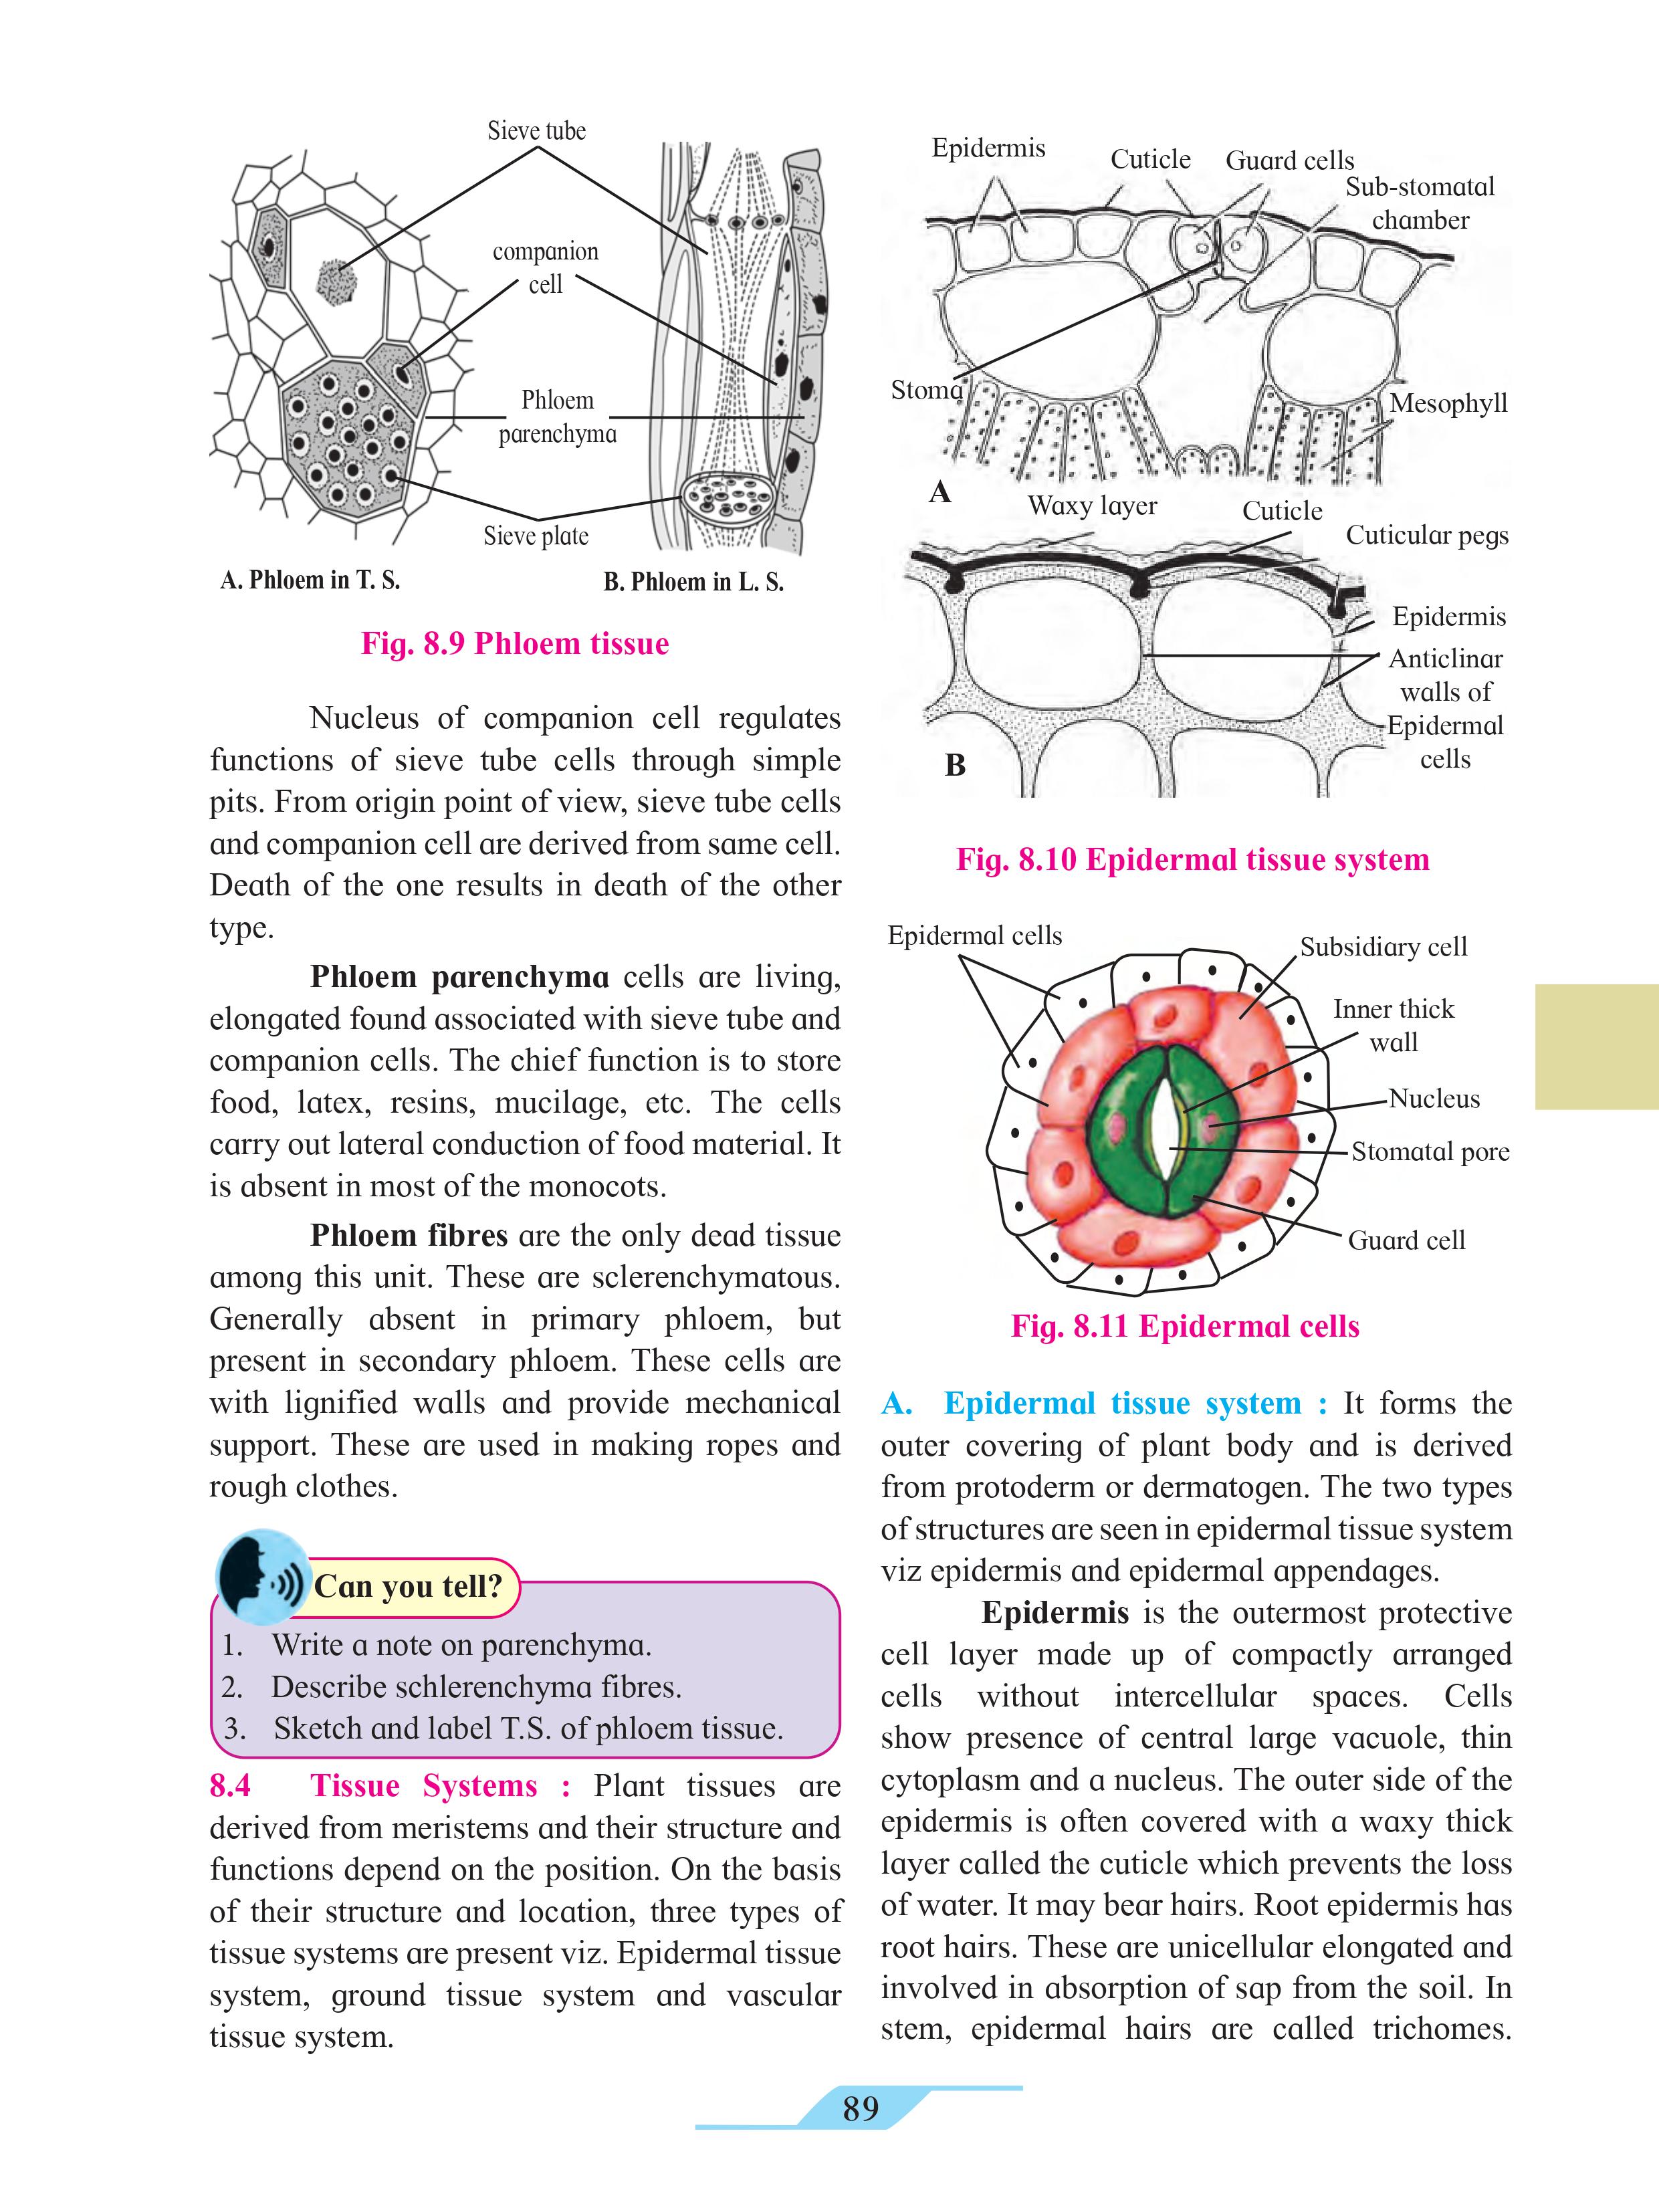 Sieve tube
companion
cell
Phloem
parenchyma
Sieve plate
A. Phloem in T. S.
B. Phloem in L. S.
Fig. 8.9 Phloem tissue
Nucleus of companion cell regulates
functions of sieve tube cells through simple
pits. From origin point of view, sieve tube cells
and companion cell are derived from same cell.
Death of the one results in death of the other
type.
Phloem parenchyma cells are living,
elongated found associated with sieve tube and
companion cells. The chief function is to store
food, latex, resins, mucilage, etc. The cells
carry out lateral conduction of food material. It
is absent in most of the monocots.
Phloem fibres are the only dead tissue
among this unit. These are sclerenchymatous.
Generally absent in primary phloem, but
present in secondary phloem. These cells are
with lignified walls and provide mechanical
support. These are used in making ropes and
rough clothes.
Can you tell?
1. Write a note on parenchyma.
2. Describe schlerenchyma fibres.
3. Sketch and label T.S. of phloem tissue.
8.4 Tissue Systems : Plant tissues are
derived from meristems and their structure and
functions depend on the position. On the basis
of their structure and location, three types of
tissue systems are present viz. Epidermal tissue
system, ground tissue system and vascular
tissue system.
Epidermis
Cuticle
Guard cells
Sub-stomatal
chamber
Stoma
Mesophyll
A
Waxy layer
Cuticle
Cuticular pegs
Epidermis
Anticlinar
walls of
Epidermal
cells
B
Fig. 8.10 Epidermal tissue system
Epidermal cells
Subsidiary cell
Inner thick
wall
Nucleus
Stomatal pore
Guard cell
Fig. 8.11 Epidermal cells
A. Epidermal tissue system : It forms the
outer covering of plant body and is derived
from protoderm or dermatogen. The two types
of structures are seen in epidermal tissue system
viz epidermis and epidermal appendages.
Epidermis is the outermost protective
cell layer made up of compactly arranged
cells without intercellular spaces. Cells
show presence of central large vacuole, thin
cytoplasm and a nucleus. The outer side of the
epidermis is often covered with a waxy thick
layer called the cuticle which prevents the loss
of water. It may bear hairs. Root epidermis has
root hairs. These are unicellular elongated and
involved in absorption of sap from the soil. In
stem, epidermal hairs are called trichomes.
89